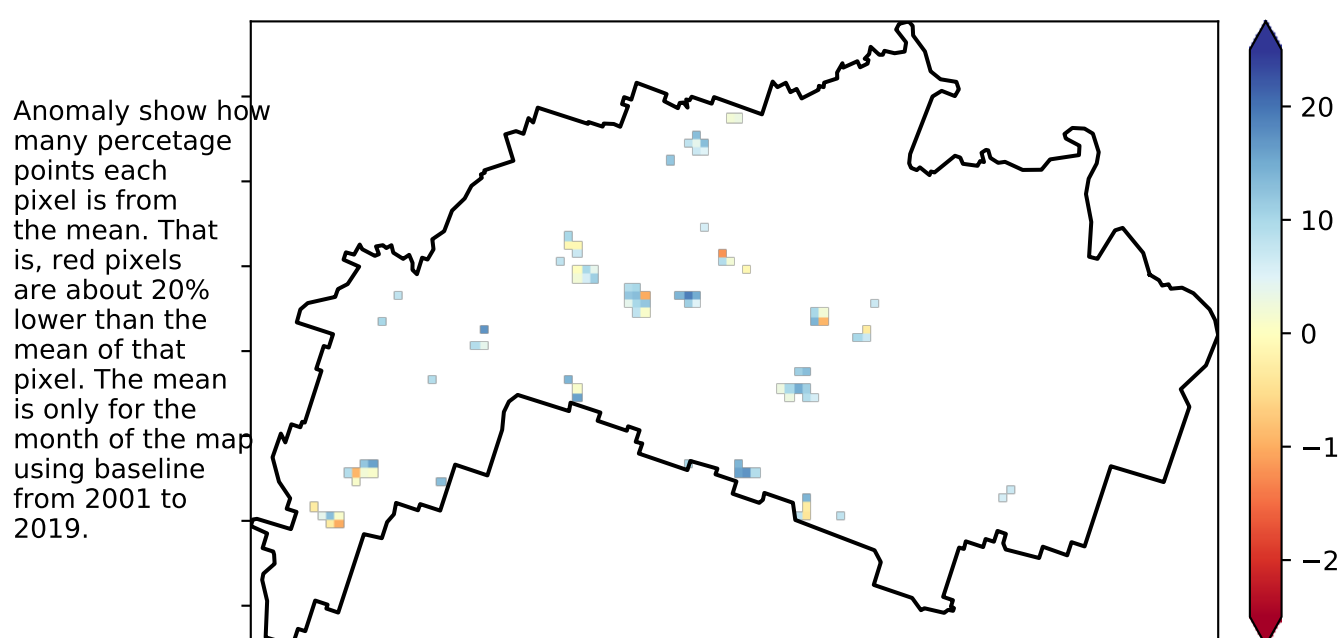 Anomaly show how
many percetage
points each
pixel is from
the mean. That
is, red pixels
are about 20%
lower than the
mean of that
pixel. The mean
is only for the
month of the map
using baseline
from 2001 to
2019.
20
10
0
−1
−2